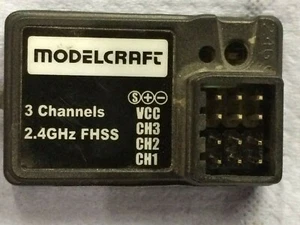 MODELCRAFT
S + -
3 Channels
VCC
CH3
2.4GHz FHSS
CH2
CH1